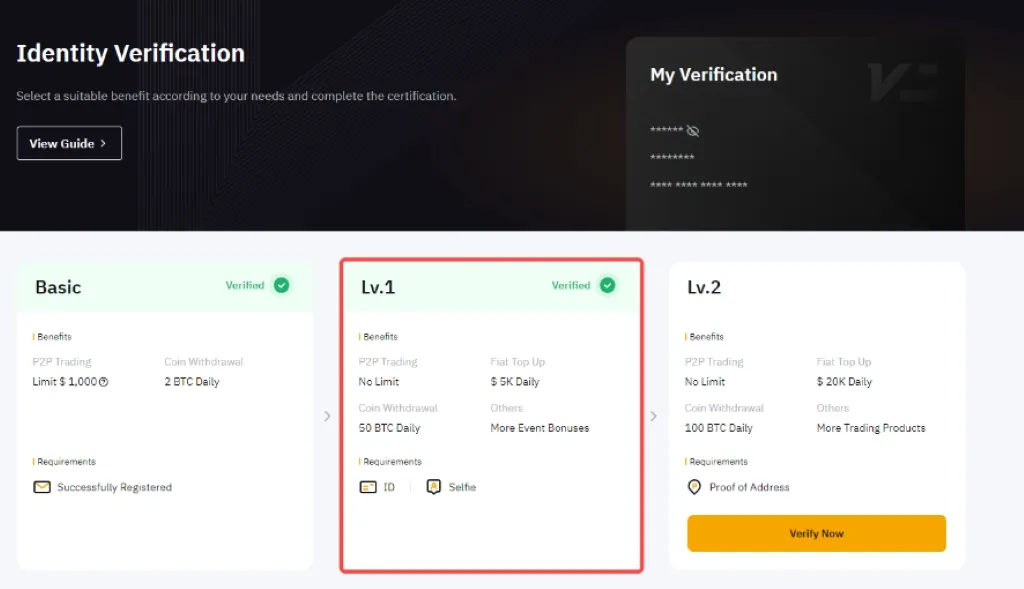 Identity Verification
Select a suitable benefit according to your needs and complete the certification.
View Guide >
My Verification
******
********
**** **** **** ****
Basic
Verified
Benefits
P2P Trading
Coin Withdrawal
Limit $ 1,000
2 BTC Daily
Requirements
Successfully Registered
Lv.1
Verified
Benefits
P2P Trading
Fiat Top Up
No Limit
$ 5K Daily
Coin Withdrawal
Others
50 BTC Daily
More Event Bonuses
Requirements
ID
Selfie
Lv.2
Benefits
P2P Trading
Fiat Top Up
No Limit
$ 20K Daily
Coin Withdrawal
Others
100 BTC Daily
More Trading Products
Requirements
Proof of Address
Verify Now